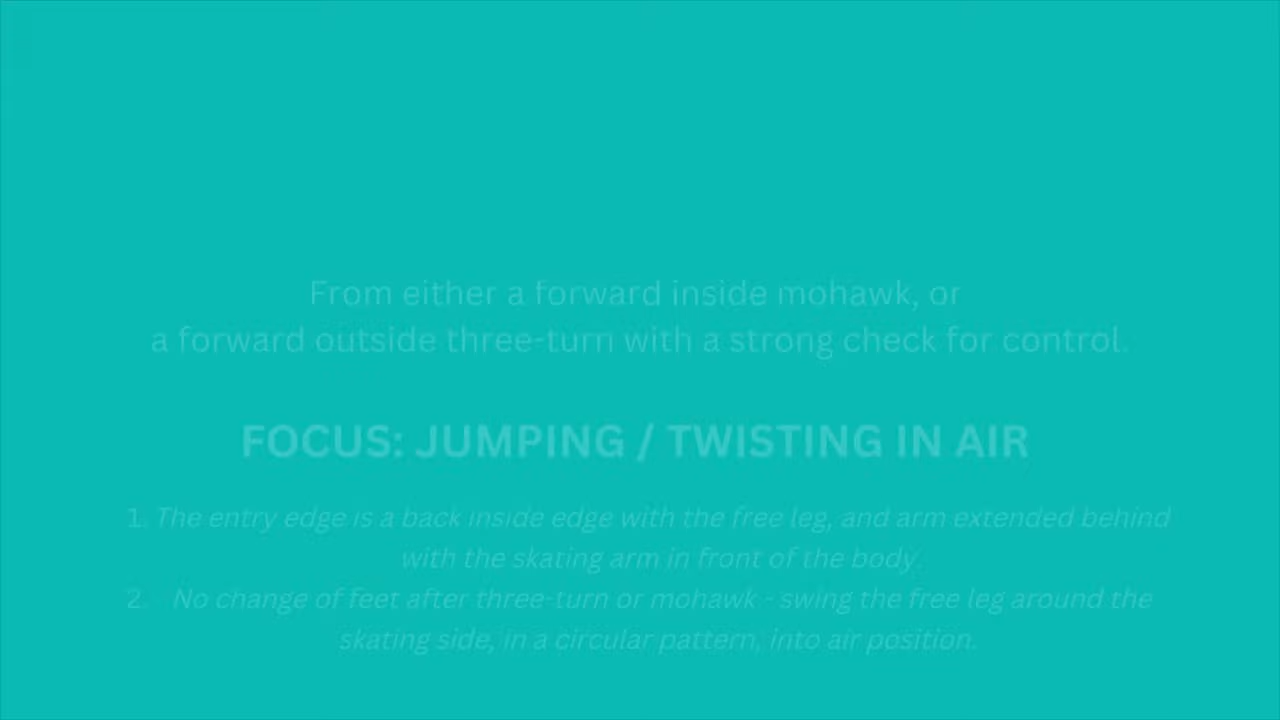 From either a forward inside mohawk, or
a forward outside three-turn with a strong check for control.
FOCUS: JUMPING / TWISTING IN AIR
1. The entry edge is a back inside edge with the free leg, and arm extended behind
with the skating arm in front of the body.
2. No change of feet after three-turn or mohawk - swing the free leg around the
skating side, in a circular pattern, into air position.